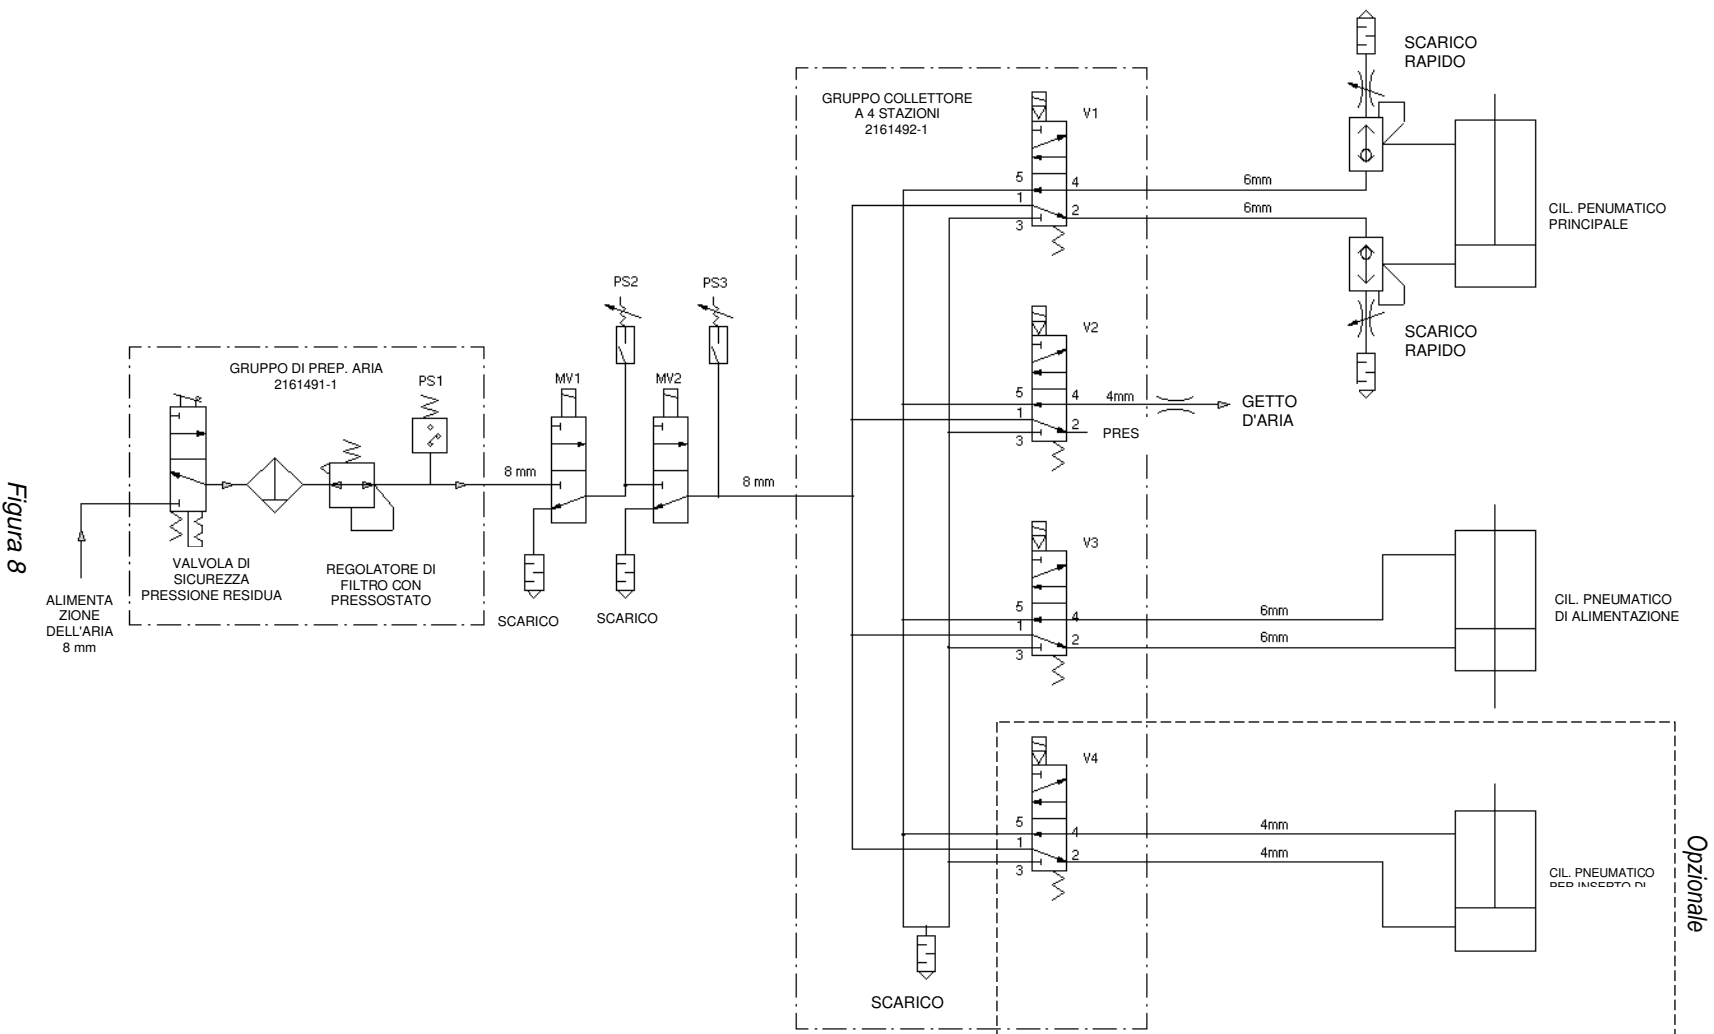 SCARICO
RAPIDO
GRUPPO COLLETTORE
A 4 STAZIONI
2161492-1
V1
5
4
1
2
3
6mm
6mm
CIL. PENUMATICO
PRINCIPALE
SCARICO
RAPIDO
PS2
PS3
V2
5
4
1
2
3
4mm
PRES
GETTO
D'ARIA
GRUPPO DI PREP. ARIA
2161491-1
PS1
MV1
MV2
8 mm
8 mm
VALVOLA DI
SICUREZZA
PRESSIONE RESIDUA
REGOLATORE DI
FILTRO CON
PRESSOSTATO
ALIMENTA
ZIONE
DELL'ARIA
8 mm
SCARICO
SCARICO
Figura 8
V3
5
4
1
2
3
6mm
6mm
CIL. PNEUMATICO
DI ALIMENTAZIONE
V4
5
4
1
2
3
4mm
4mm
CIL. PNEUMATICO
PER INSERTO DI
Opzionale
SCARICO